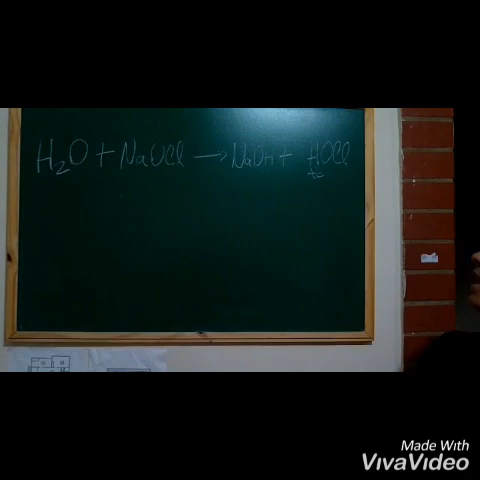 H₂O + NaOCl → NaOH + HOCl
Made With
VivaVideo